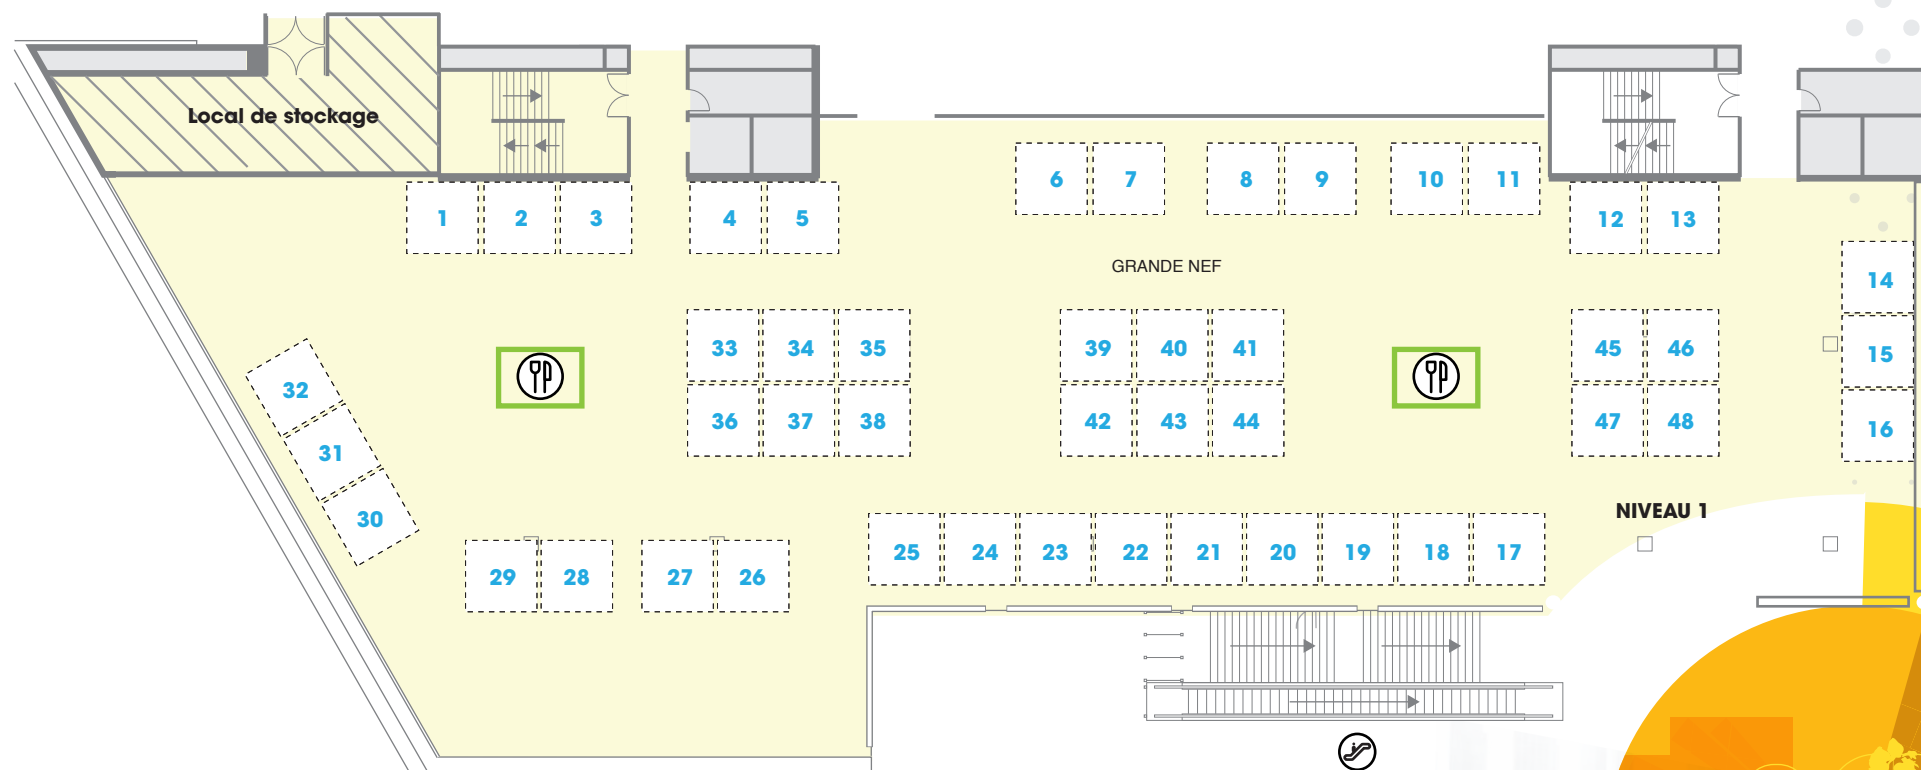 Local de stockage
6 7 8 9 10 11
1 2 3 4 5 12 13
GRANDE NEF
14
33 34 35 39 40 41 45 46
15
32
36 37 38 42 43 44 47 48
16
31
NIVEAU 1
30
25 24 23 22 21 20 19 18 17
29 28 27 26